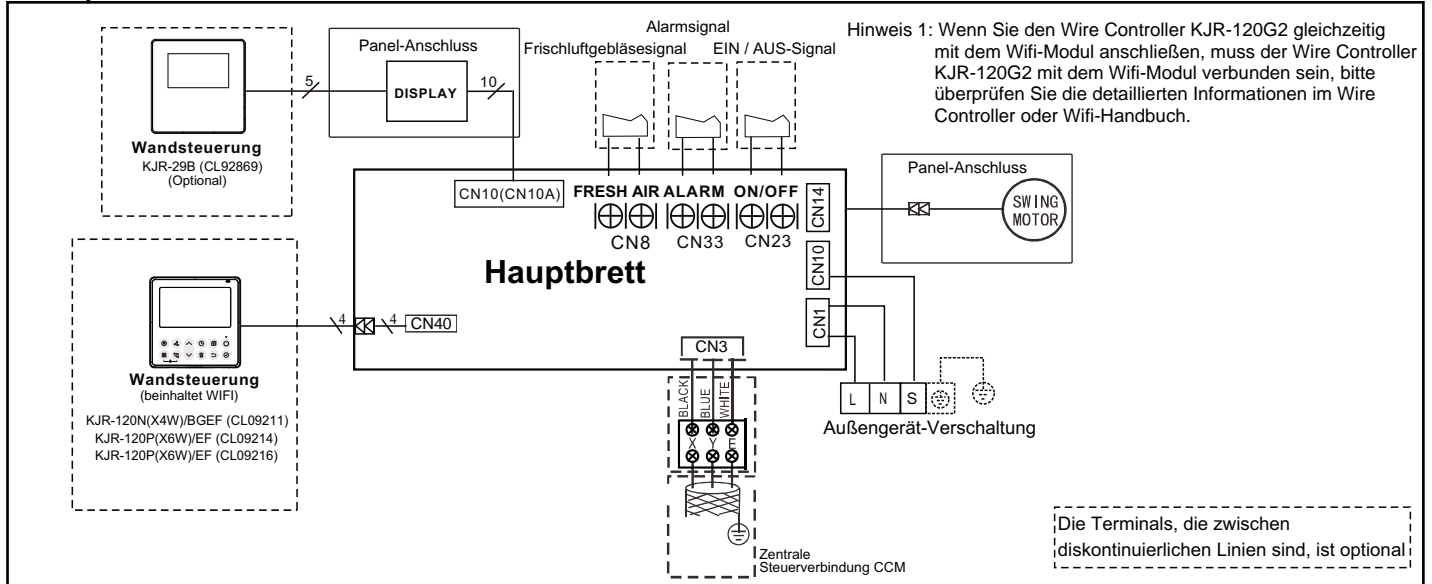 Alarmsignal
Frischluftgebläsesignal
EIN / AUS-Signal
Hinweis 1: Wenn Sie den Wire Controller KJR-120G2 gleichzeitig
mit dem Wifi-Modul anschließen, muss der Wire Controller
KJR-120G2 mit dem Wifi-Modul verbunden sein, bitte
überprüfen Sie die detaillierten Informationen im Wire
Controller oder Wifi-Handbuch.
Panel-Anschluss
5
DISPLAY
10
Wandsteuerung
KJR-29B (CL92869)
(Optional)
CN10(CN10A)
FRESH AIR ALARM ON/OFF
CN8 CN33 CN23
CN14
CN10
CN1
Panel-Anschluss
SWING
MOTOR
Hauptbrett
4
4
CN40
CN3
Wandsteuerung
(beinhaltet WIFI)
KJR-120N(X4W)/BGEF (CL09211)
KJR-120P(X6W)/EF (CL09214)
KJR-120P(X6W)/EF (CL09216)
BLACK
BLUE
WHITE
X Y E
L N S
Außengerät-Verschaltung
Zentrale
Steuerverbindung CCM
Die Terminals, die zwischen
diskontinuierlichen Linien sind, ist optional